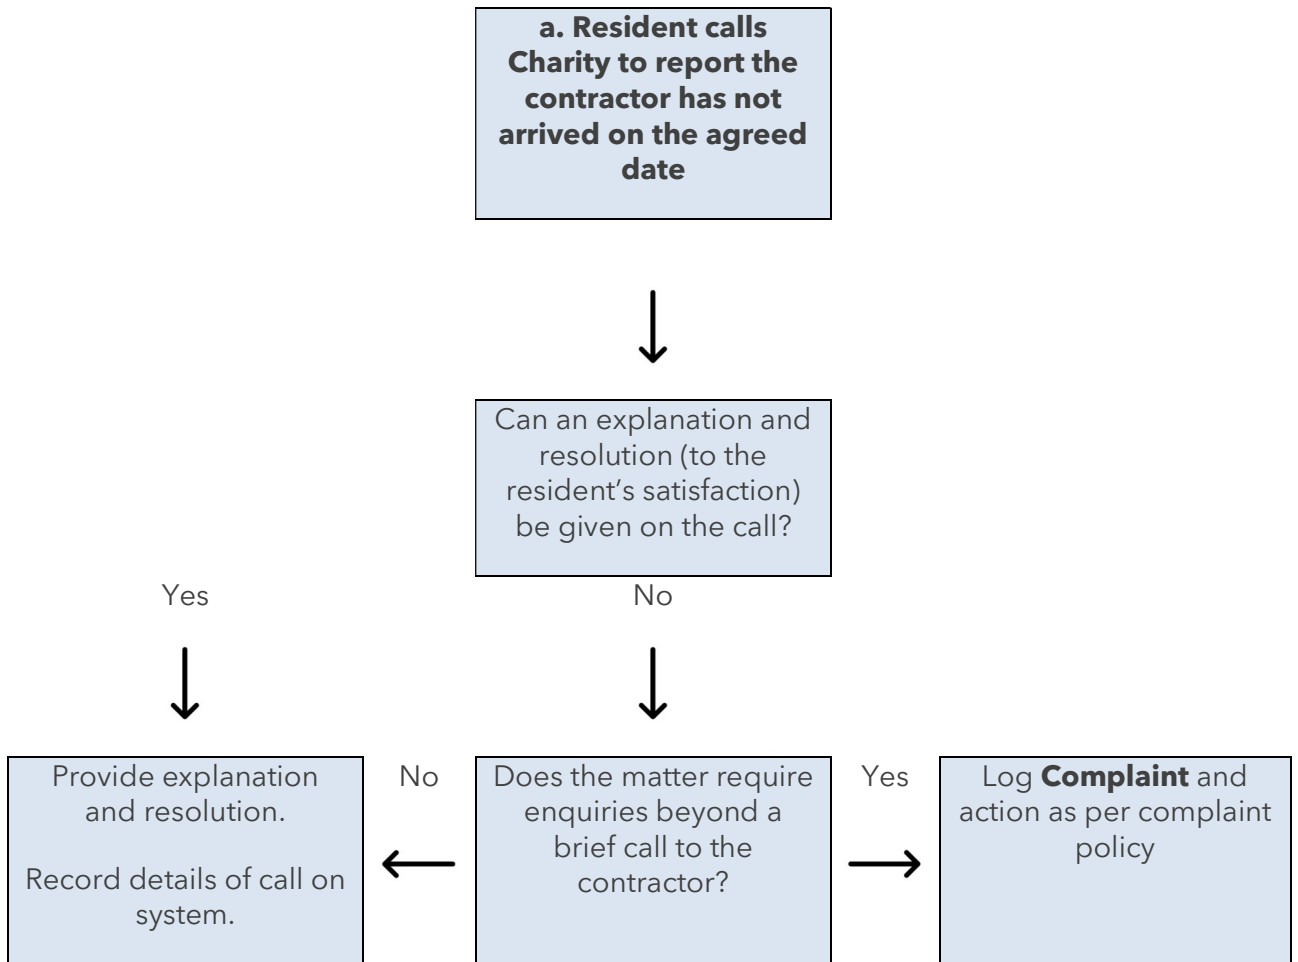 a. Resident calls
Charity to report the
contractor has not
arrived on the agreed
date
Can an explanation and
resolution (to the
resident’s satisfaction)
be given on the call?
Yes
No
Provide explanation
and resolution.
Record details of call on
system.
No
Does the matter require
enquiries beyond a
brief call to the
contractor?
Yes
Log Complaint and
action as per complaint
policy